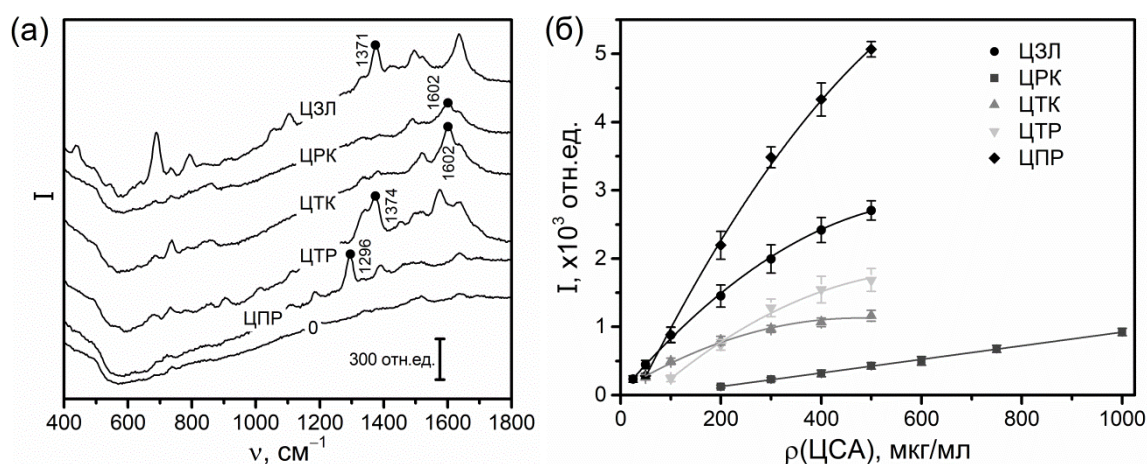 (а)
I
ν, см⁻¹
400 600 800 1000 1200 1400 1600 1800
ЦЗЛ
1371
ЦРК
1602
ЦТК
1602
ЦТР
1374
ЦПР
1296
0
300 отн.ед.
(б)
I, x10³ отн.ед.
5
4
3
2
1
0
0 200 400 600 800 1000
ρ(ЦСА), мкг/мл
ЦЗЛ
ЦРК
ЦТК
ЦТР
ЦПР